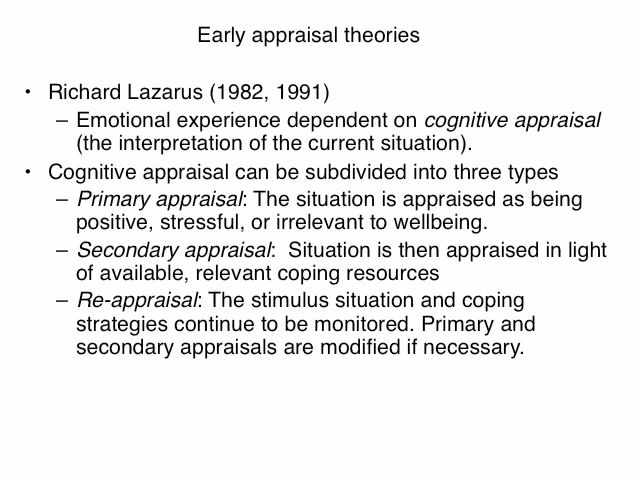 Early appraisal theories
• Richard Lazarus (1982, 1991)
– Emotional experience dependent on cognitive appraisal
(the interpretation of the current situation).
• Cognitive appraisal can be subdivided into three types
– Primary appraisal: The situation is appraised as being
positive, stressful, or irrelevant to wellbeing.
– Secondary appraisal:  Situation is then appraised in light
of available, relevant coping resources
– Re-appraisal: The stimulus situation and coping
strategies continue to be monitored. Primary and
secondary appraisals are modified if necessary.